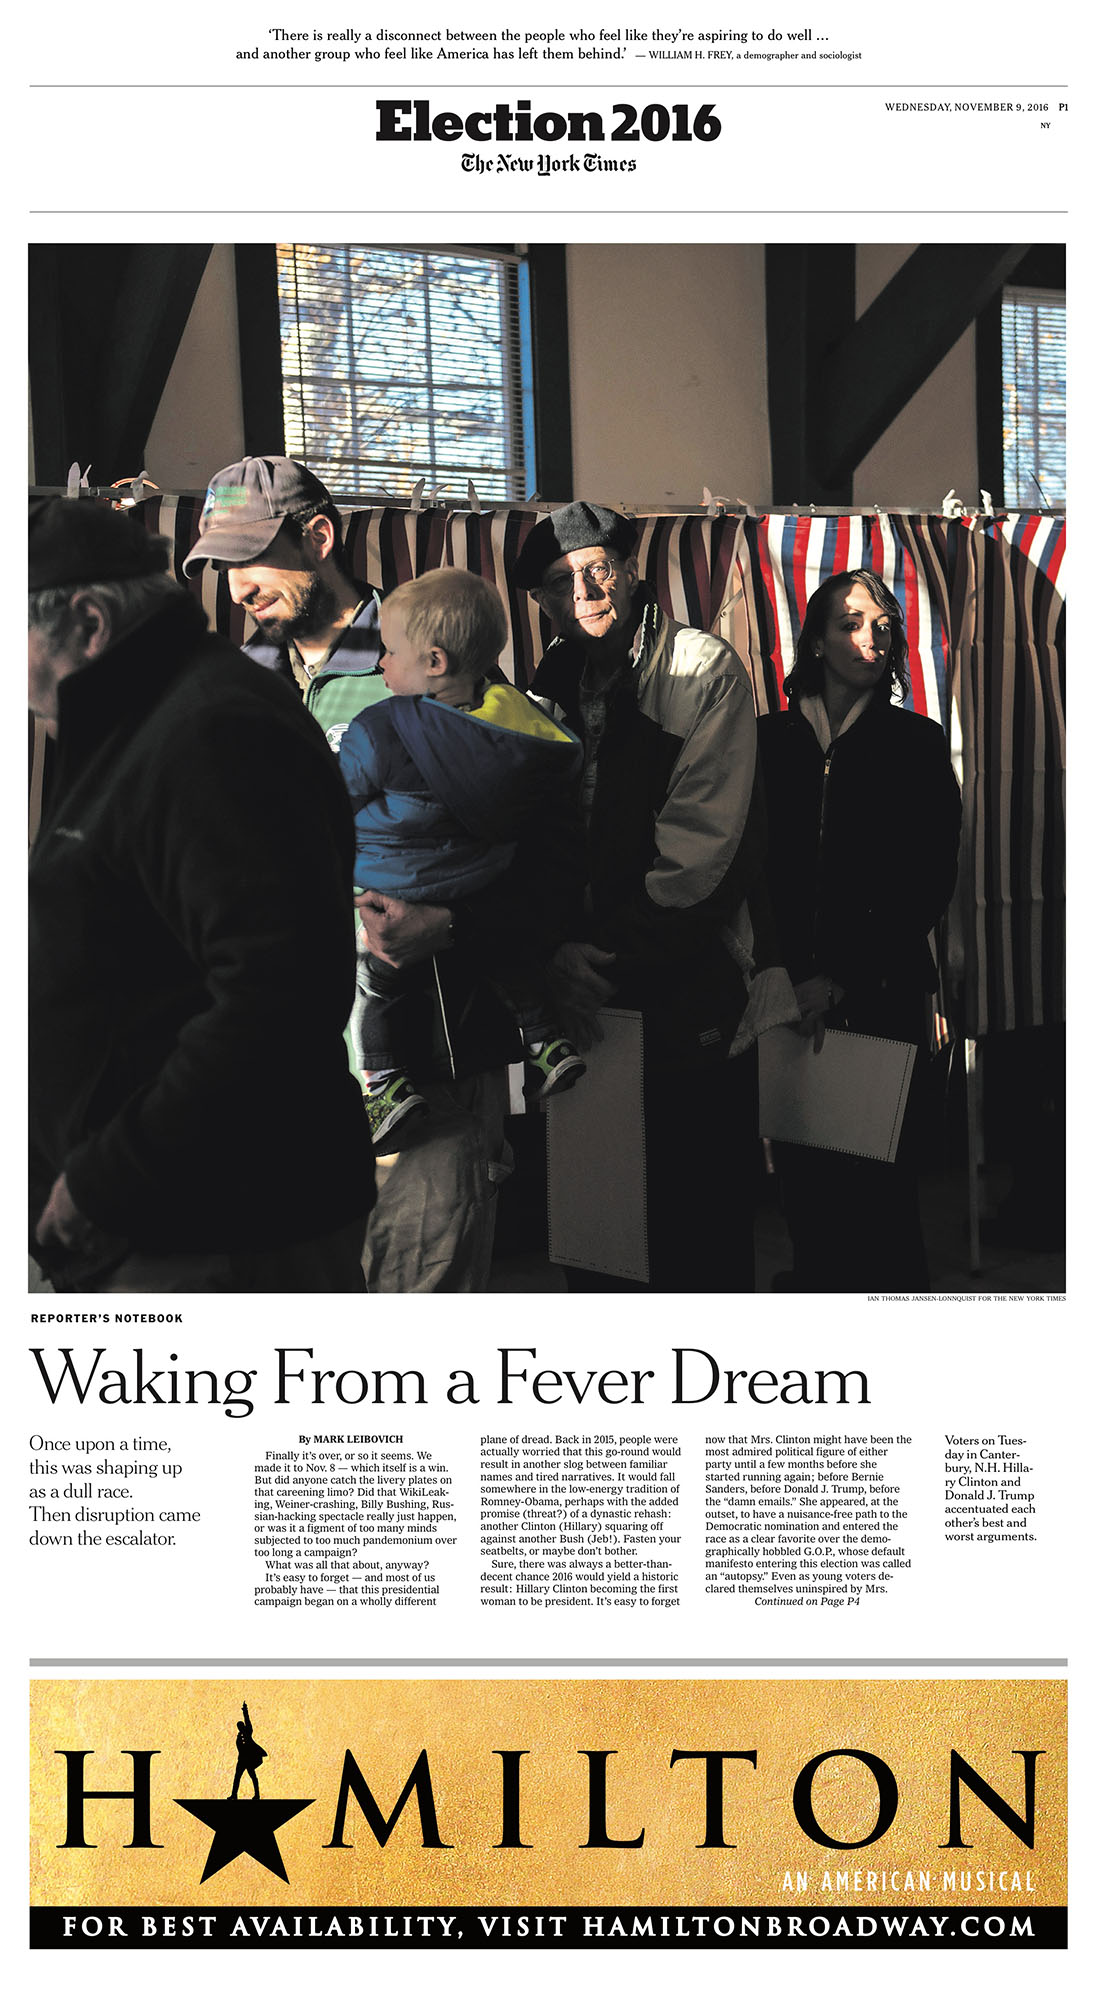 ‘There is really a disconnect between the people who feel like they’re aspiring to do well ...
and another group who feel like America has left them behind.’ — WILLIAM H. FREY, a demographer and sociologist
Election 2016
The New York Times
WEDNESDAY, NOVEMBER 9, 2016 P1
NY
IAN THOMAS JANSEN-LONNQUIST FOR THE NEW YORK TIMES
REPORTER’S NOTEBOOK
Waking From a Fever Dream
Once upon a time,
this was shaping up
as a dull race.
Then disruption came
down the escalator.
By MARK LEIBOVICH
Finally it’s over, or so it seems. We
made it to Nov. 8 — which itself is a win.
But did anyone catch the livery plates on
that careening limo? Did that WikiLeak-
ing, Weiner-crashing, Billy Bushing, Rus-
sian-hacking spectacle really just happen,
or was it a figment of too many minds
subjected to too much pandemonium over
too long a campaign?
What was all that about, anyway?
It’s easy to forget — and most of us
probably have — that this presidential
campaign began on a wholly different
plane of dread. Back in 2015, people were
actually worried that this go-round would
result in another slog between familiar
names and tired narratives. It would fall
somewhere in the low-energy tradition of
Romney-Obama, perhaps with the added
promise (threat?) of a dynastic rehash:
another Clinton (Hillary) squaring off
against another Bush (Jeb!). Fasten your
seatbelts, or maybe don’t bother.
Sure, there was always a better-than-
decent chance 2016 would yield a historic
result: Hillary Clinton becoming the first
woman to be president. It’s easy to forget
now that Mrs. Clinton might have been the
most admired political figure of either
party until a few months before she
started running again; before Bernie
Sanders, before Donald J. Trump, before
the “damn emails.” She appeared, at the
outset, to have a nuisance-free path to the
Democratic nomination and entered the
race as a clear favorite over the demo-
graphically hobbled G.O.P., whose default
manifesto entering this election was called
an “autopsy.” Even as young voters de-
clared themselves uninspired by Mrs.
Continued on Page P4
Voters on Tues-
day in Canter-
bury, N.H. Hilla-
ry Clinton and
Donald J. Trump
accentuated each
other’s best and
worst arguments.
HAMILTON
AN AMERICAN MUSICAL
FOR BEST AVAILABILITY, VISIT HAMILTONBROADWAY.COM